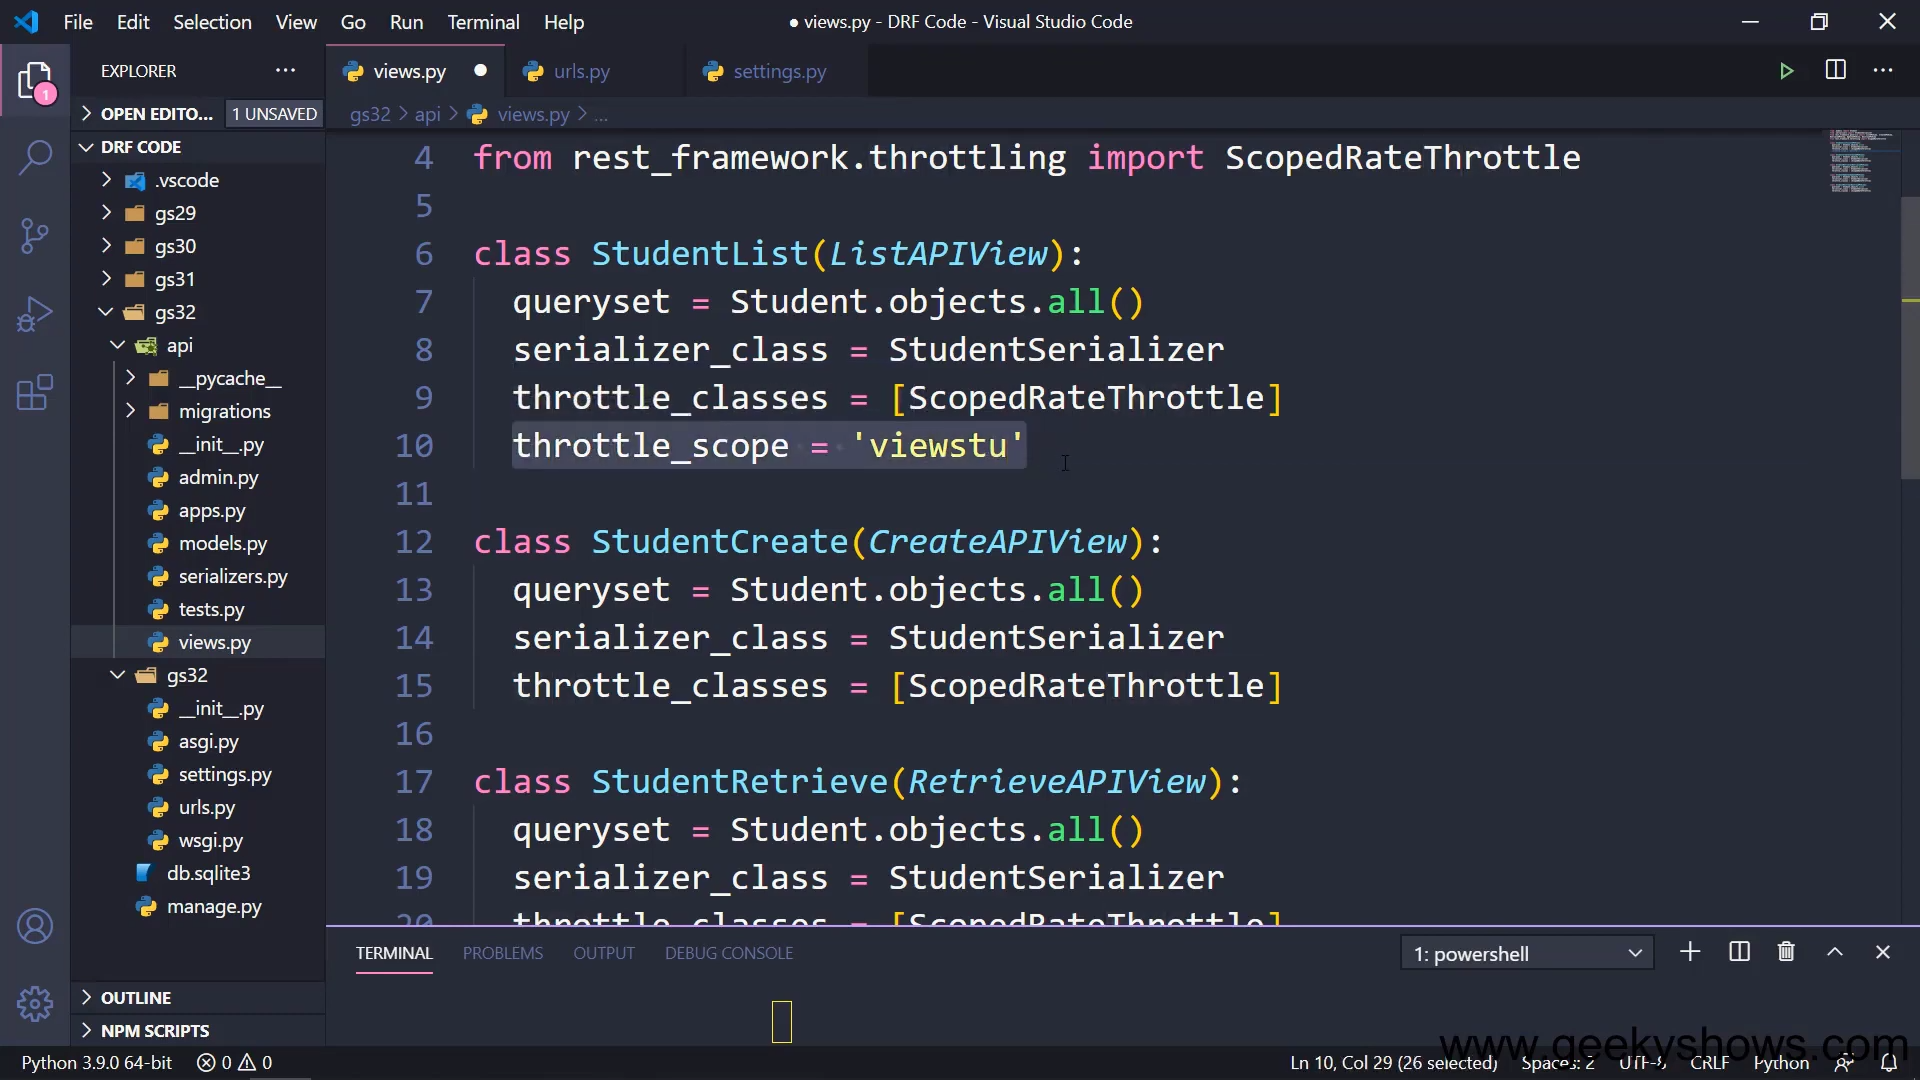 File Edit Selection View Go Run Terminal Help
● views.py - DRF Code - Visual Studio Code
EXPLORER
views.py
urls.py
settings.py
1
OPEN EDITO... 1 UNSAVED
gs32 > api > views.py > ...
DRF CODE
.vscode
gs29
gs30
gs31
gs32
api
__pycache__
migrations
__init__.py
admin.py
apps.py
models.py
serializers.py
tests.py
views.py
gs32
__init__.py
asgi.py
settings.py
urls.py
wsgi.py
db.sqlite3
manage.py
OUTLINE
NPM SCRIPTS
4 from rest_framework.throttling import ScopedRateThrottle
5
6 class StudentList(ListAPIView):
7 queryset = Student.objects.all()
8 serializer_class = StudentSerializer
9 throttle_classes = [ScopedRateThrottle]
10 throttle_scope = 'viewstu'
11
12 class StudentCreate(CreateAPIView):
13 queryset = Student.objects.all()
14 serializer_class = StudentSerializer
15 throttle_classes = [ScopedRateThrottle]
16
17 class StudentRetrieve(RetrieveAPIView):
18 queryset = Student.objects.all()
19 serializer_class = StudentSerializer
20 throttle_classes = [ScopedRateThrottle]
TERMINAL PROBLEMS OUTPUT DEBUG CONSOLE
1: powershell
www.geekyshows.com
Python 3.9.0 64-bit 0 0
Ln 10, Col 29 (26 selected) Spaces: 2 UTF-8 CRLF Python